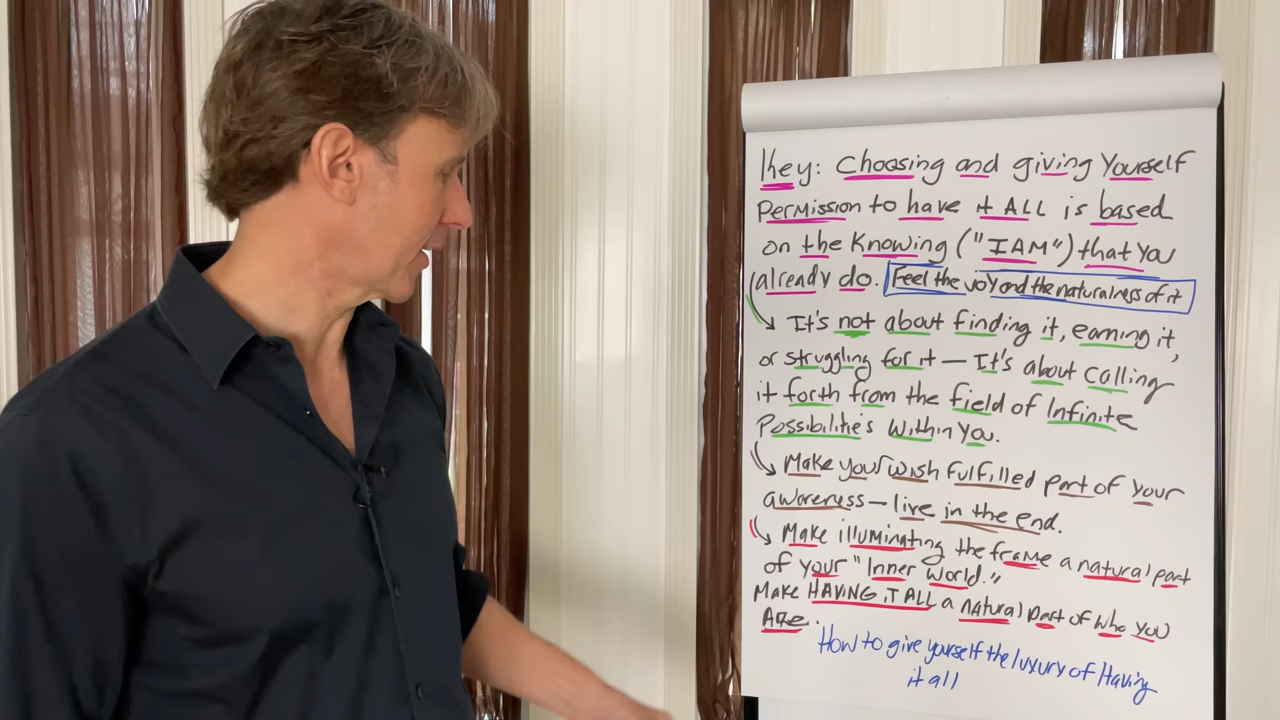 Key: Choosing and giving Yourself
Permission to have it ALL is based
on the Knowing ("I AM") that You
already do. Feel the joy and the naturalness of it
It's not about finding it, earning it,
or struggling for it — It's about calling
it forth from the field of Infinite
Possibilities Within You.
Make your wish fulfilled part of your
awareness — live in the end.
Make illuminating the frame a natural part
of your "Inner World."
Make HAVING IT ALL a natural part of who you
ARE.
How to give yourself the luxury of Having
it all